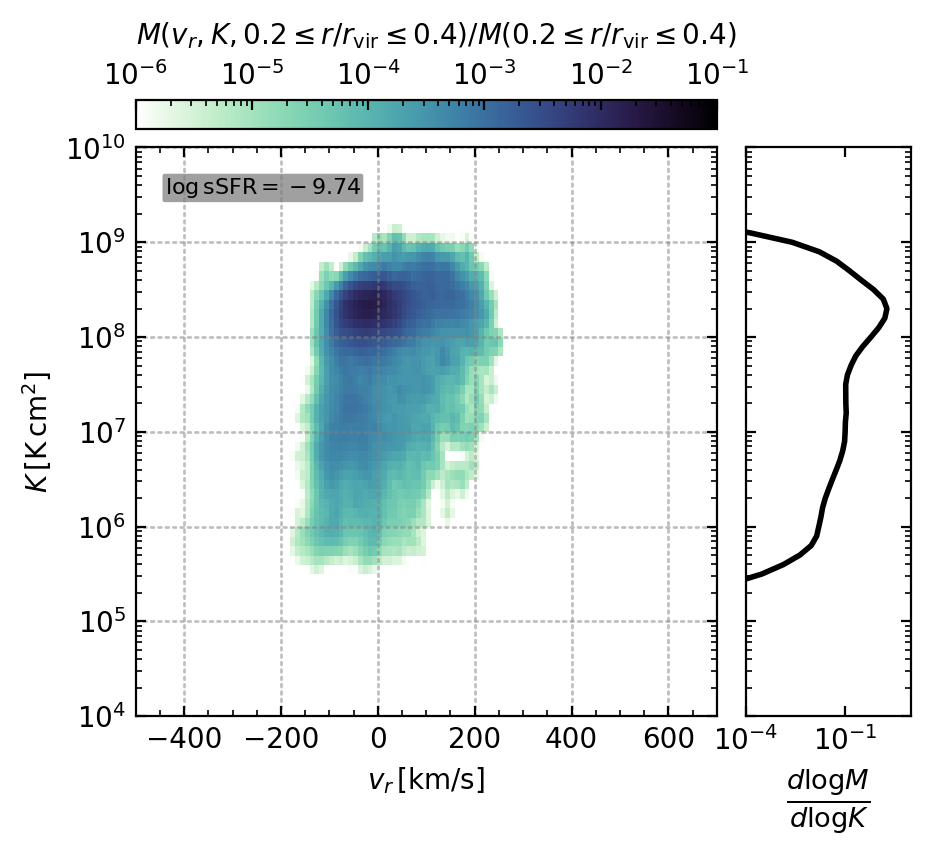 M(v_r, K, 0.2 ≤ r/r_vir ≤ 0.4)/M(0.2 ≤ r/r_vir ≤ 0.4)
10^−6 10^−5 10^−4 10^−3 10^−2 10^−1
10^10
log sSFR = −9.74
10^9
10^8
10^7
K [K cm^2]
10^6
10^5
10^4
−400 −200 0 200 400 600 10^−4 10^−1
v_r [km/s]
dlogM
dlogK